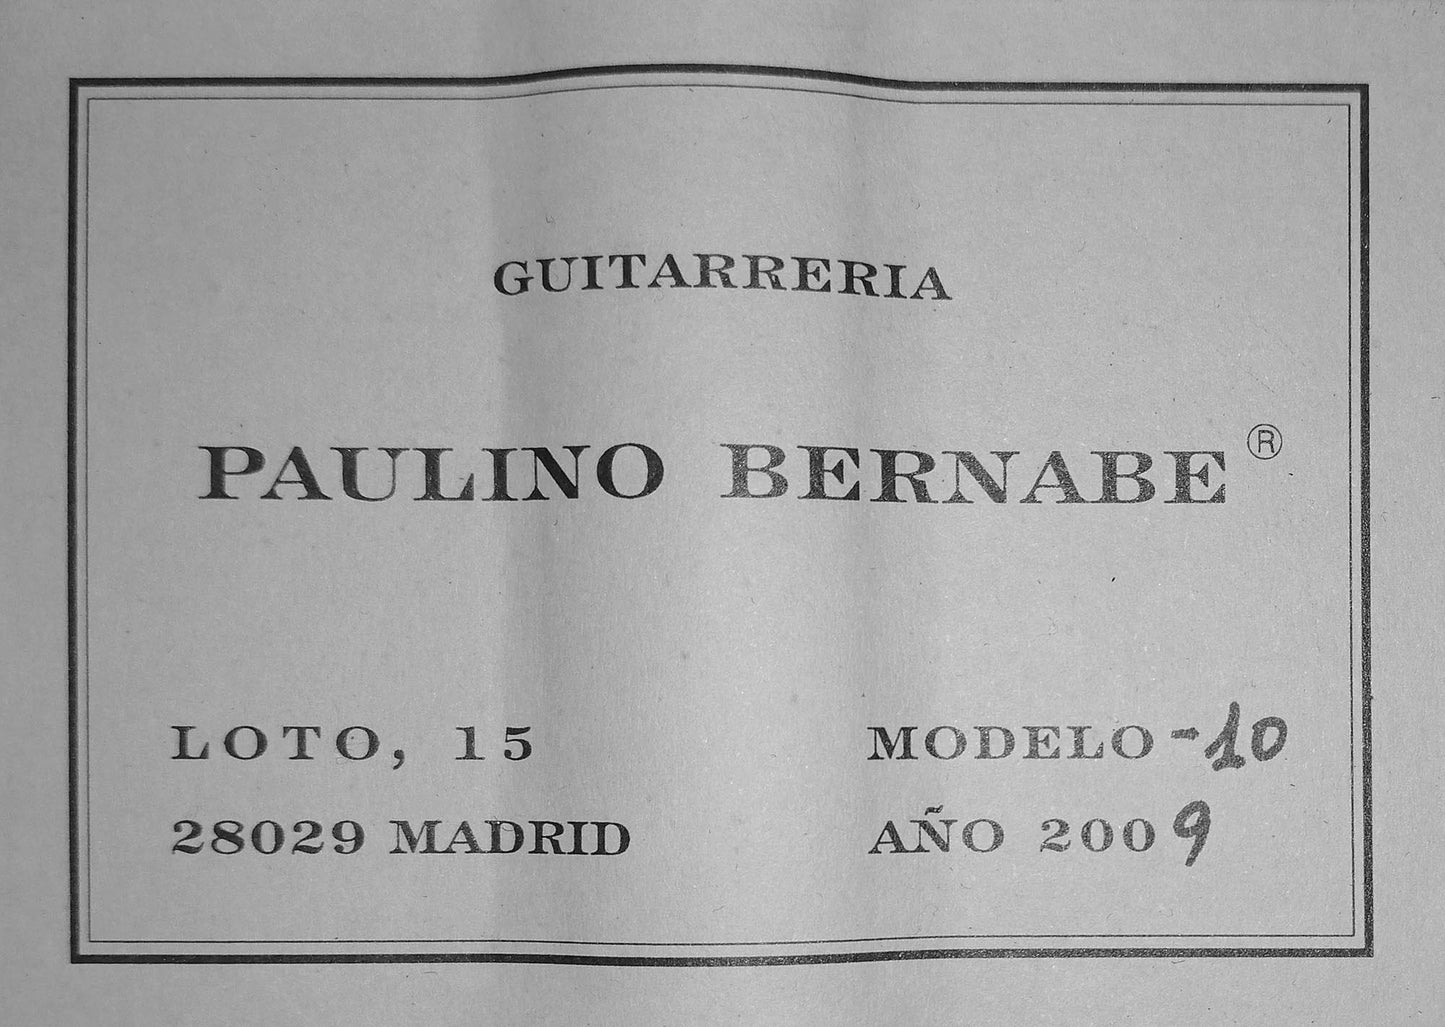 GUITARRERIA
PAULINO BERNABE ®
LOTO, 15
28029 MADRID
MODELO -10
AÑO 2009